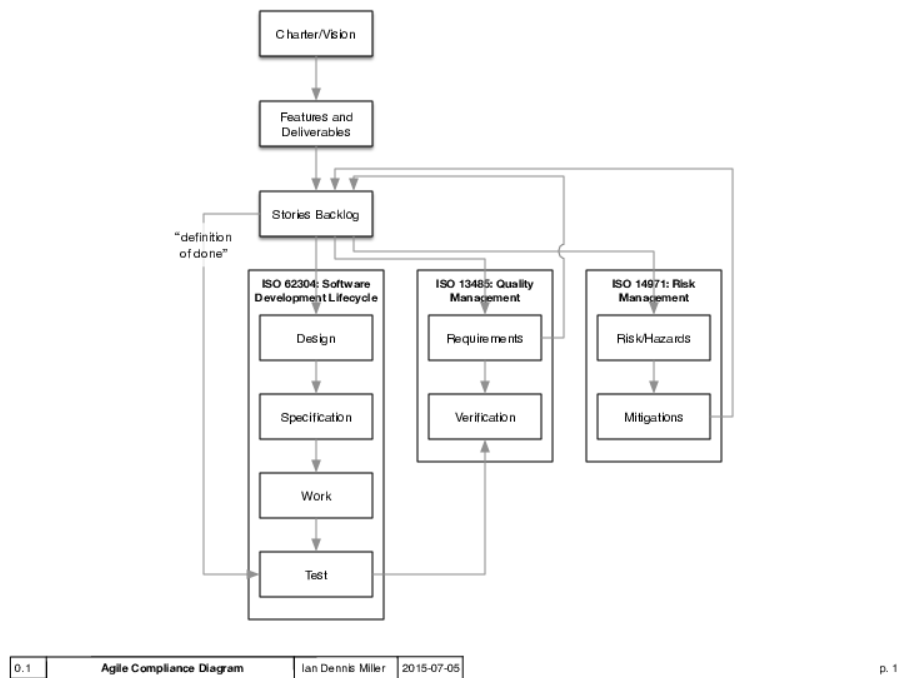 Charter/Vision
Features and
Deliverables
Stories Backlog
“definition
of done”
ISO 62304: Software
Development Lifecycle
Design
Specification
Work
Test
ISO 13485: Quality
Management
Requirements
Verification
ISO 14971: Risk
Management
Risk/Hazards
Mitigations
0.1
Agile Compliance Diagram
Ian Dennis Miller
2015-07-05
p. 1